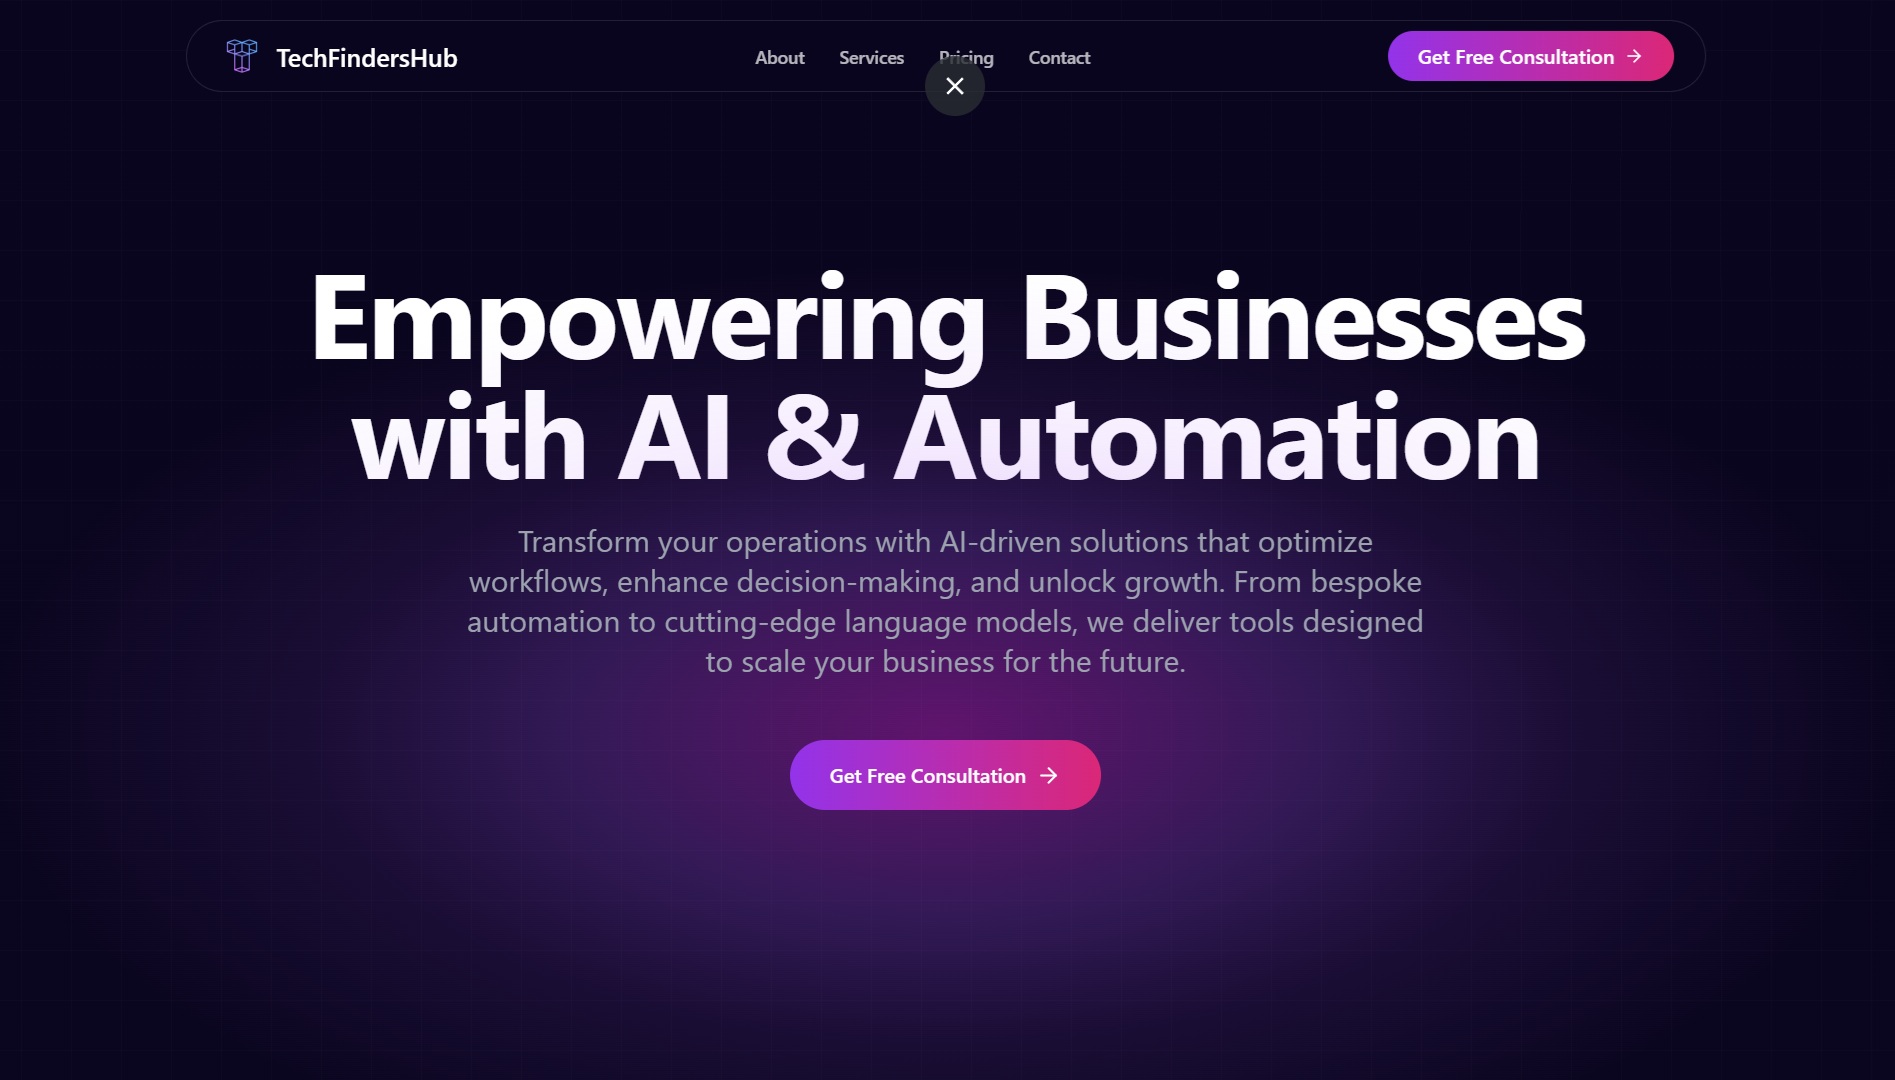 TechFindersHub
About
Services
Pricing
Contact
Get Free Consultation
Empowering Businesses
with AI & Automation
Transform your operations with AI-driven solutions that optimize
workflows, enhance decision-making, and unlock growth. From bespoke
automation to cutting-edge language models, we deliver tools designed
to scale your business for the future.
Get Free Consultation